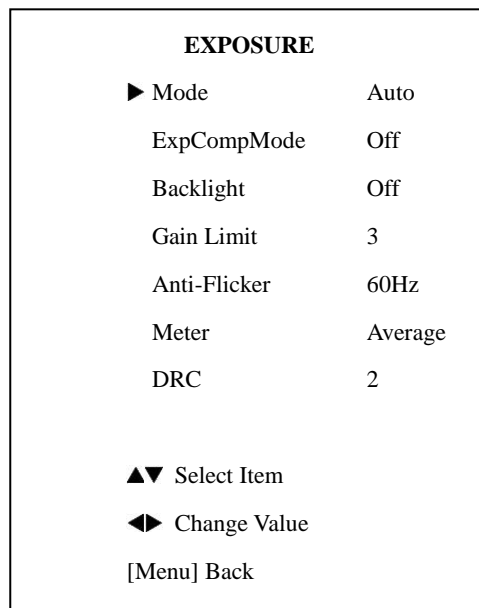 EXPOSURE
▶ Mode Auto
ExpCompMode Off
Backlight Off
Gain Limit 3
Anti-Flicker 60Hz
Meter Average
DRC 2
▲▼ Select Item
◀▶ Change Value
[Menu] Back